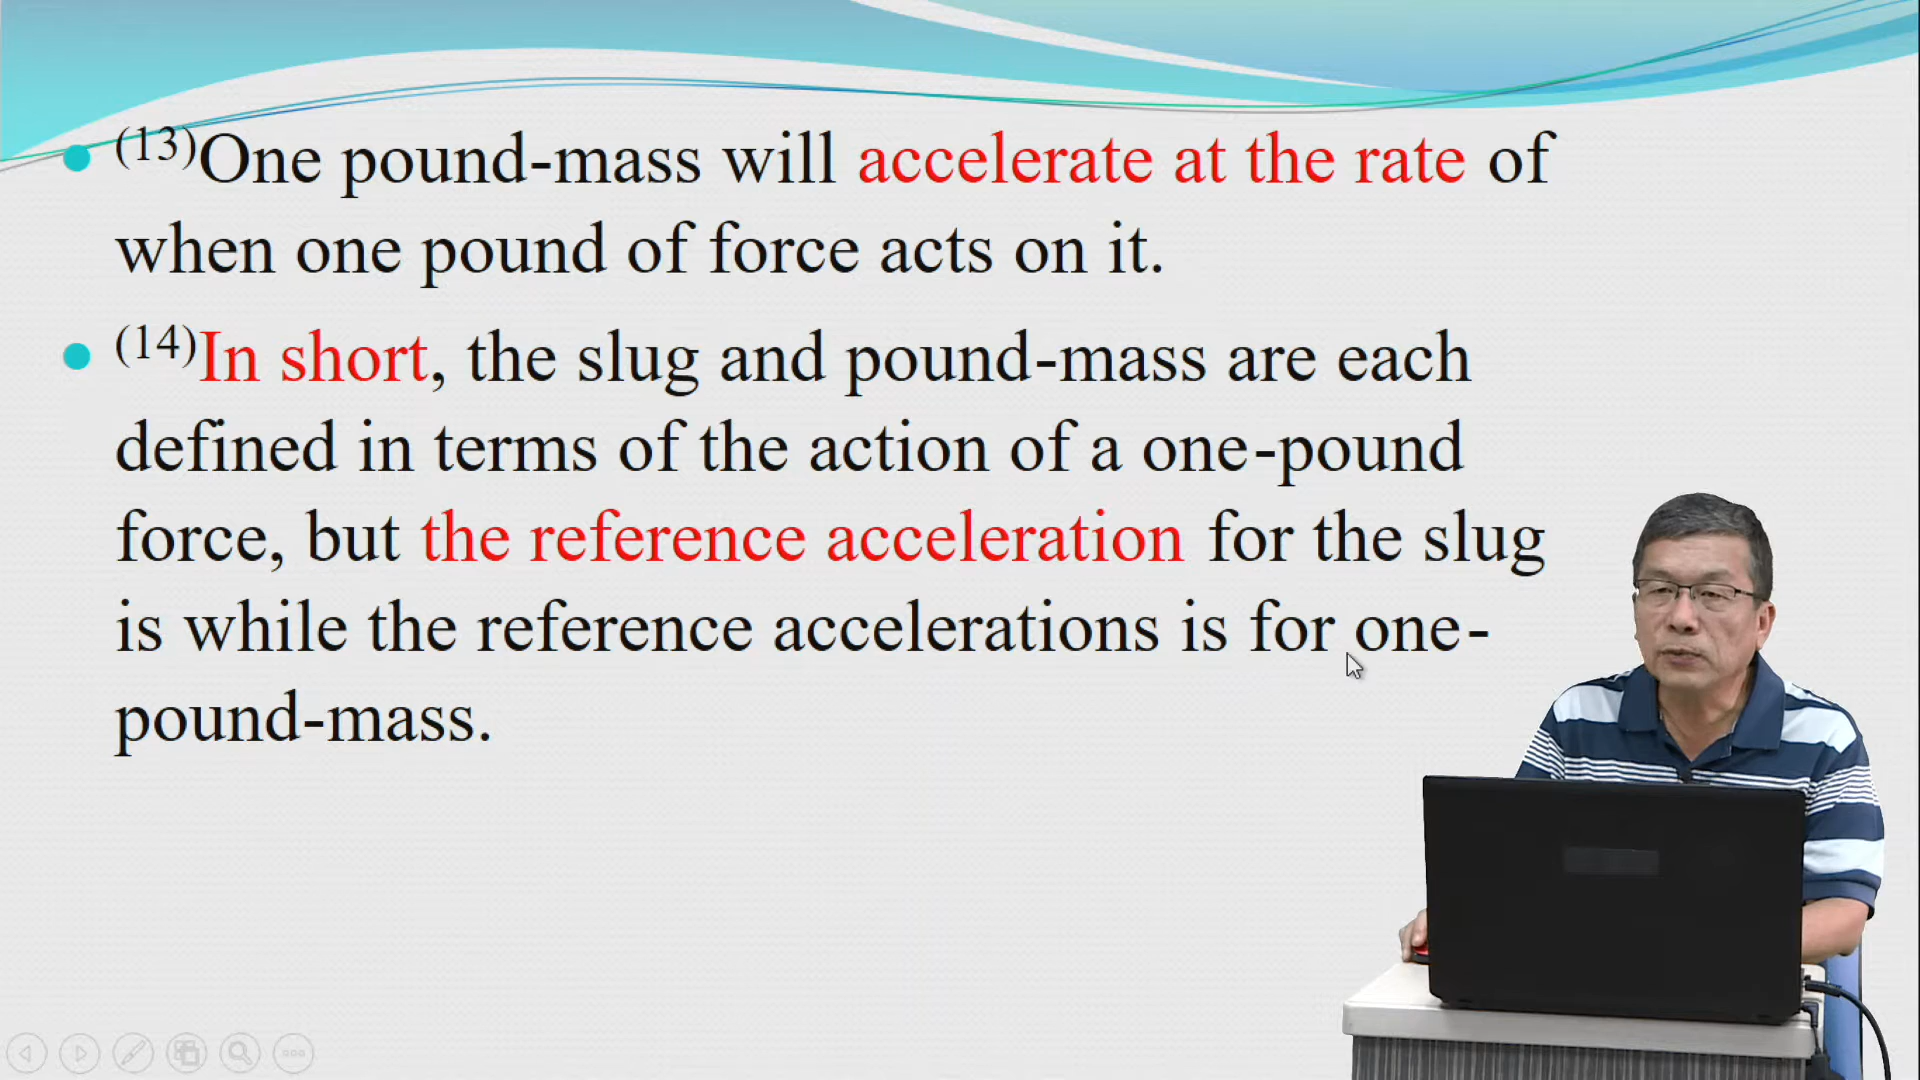 (13)One pound-mass will accelerate at the rate of
when one pound of force acts on it.
(14)In short, the slug and pound-mass are each
defined in terms of the action of a one-pound
force, but the reference acceleration for the slug
is while the reference accelerations is for one-
pound-mass.